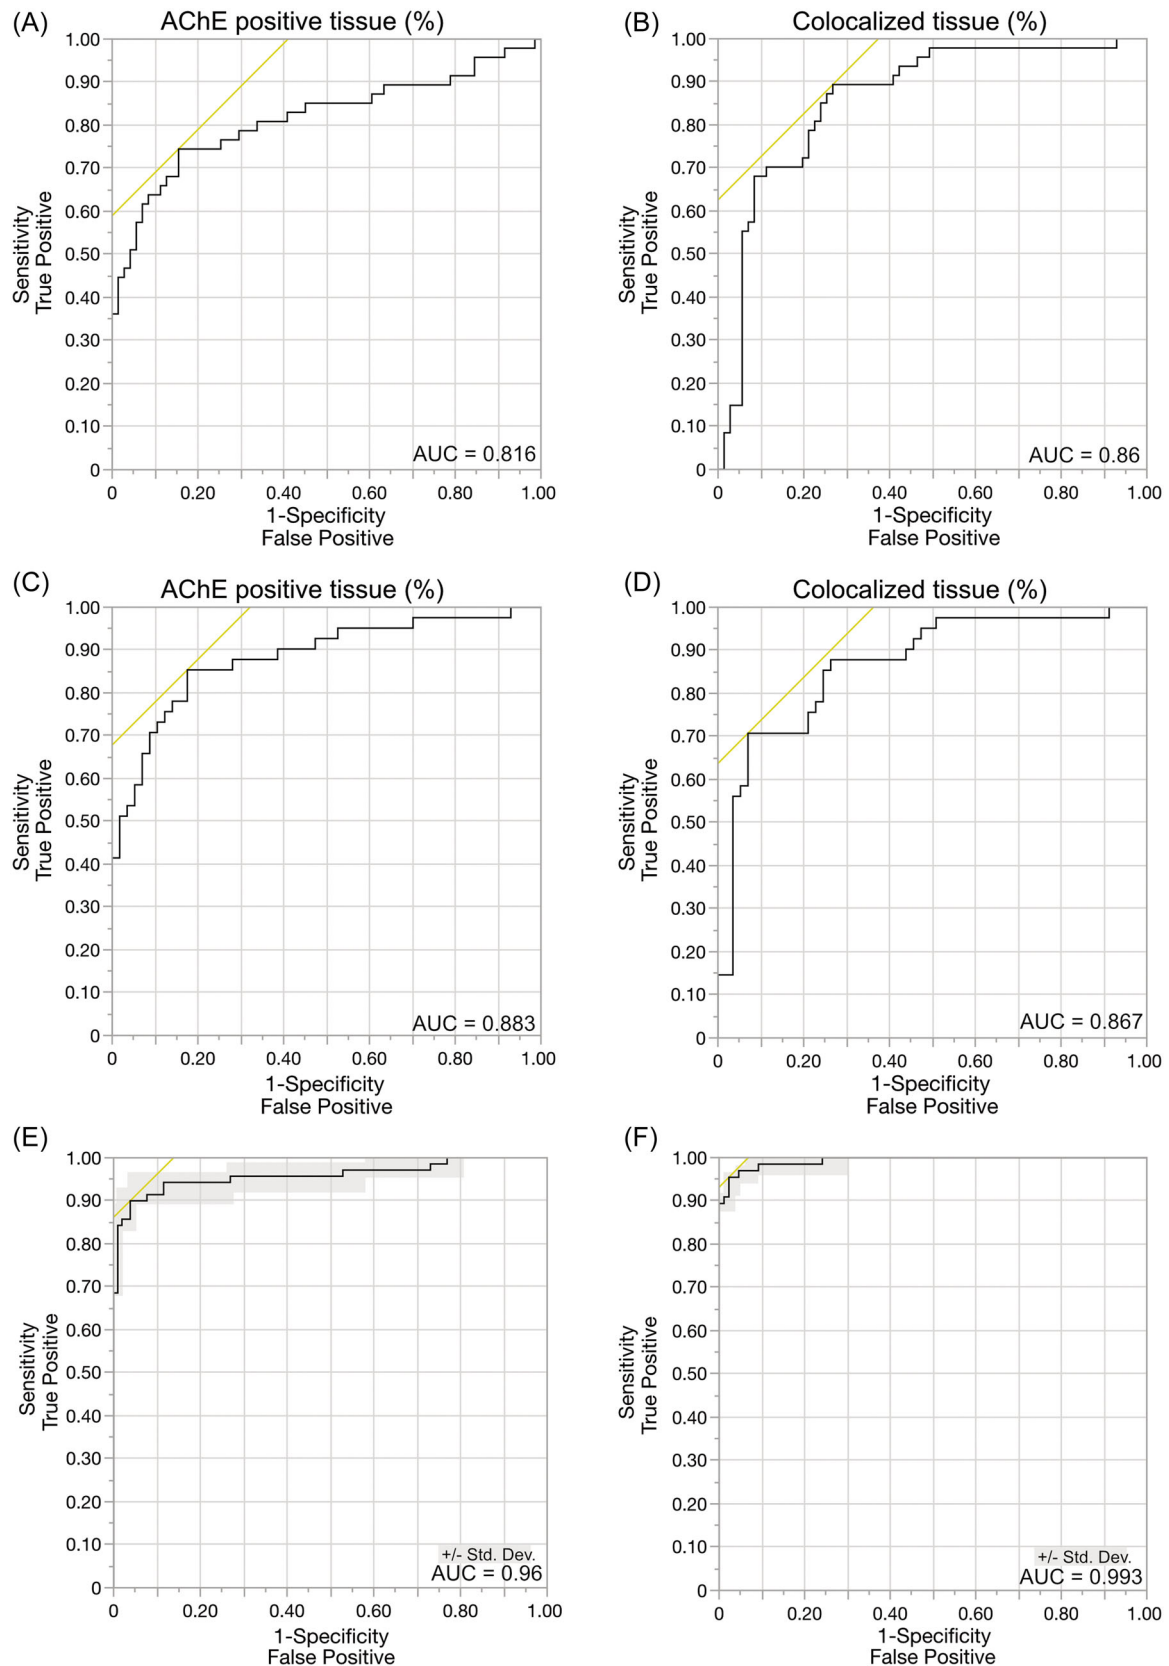 (A)
AChE positive tissue (%)
1.00
0.90
0.80
0.70
0.60
0.50
0.40
0.30
0.20
0.10
0
Sensitivity
True Positive
AUC = 0.816
0 0.20 0.40 0.60 0.80 1.00
1-Specificity
False Positive
(B)
Colocalized tissue (%)
1.00
0.90
0.80
0.70
0.60
0.50
0.40
0.30
0.20
0.10
0
Sensitivity
True Positive
AUC = 0.86
0 0.20 0.40 0.60 0.80 1.00
1-Specificity
False Positive
(C)
AChE positive tissue (%)
1.00
0.90
0.80
0.70
0.60
0.50
0.40
0.30
0.20
0.10
0
Sensitivity
True Positive
AUC = 0.883
0 0.20 0.40 0.60 0.80 1.00
1-Specificity
False Positive
(D)
Colocalized tissue (%)
1.00
0.90
0.80
0.70
0.60
0.50
0.40
0.30
0.20
0.10
0
Sensitivity
True Positive
AUC = 0.867
0 0.20 0.40 0.60 0.80 1.00
1-Specificity
False Positive
(E)
1.00
0.90
0.80
0.70
0.60
0.50
0.40
0.30
0.20
0.10
0
Sensitivity
True Positive
+/- Std. Dev.
AUC = 0.96
0 0.20 0.40 0.60 0.80 1.00
1-Specificity
False Positive
(F)
1.00
0.90
0.80
0.70
0.60
0.50
0.40
0.30
0.20
0.10
0
Sensitivity
True Positive
+/- Std. Dev.
AUC = 0.993
0 0.20 0.40 0.60 0.80 1.00
1-Specificity
False Positive